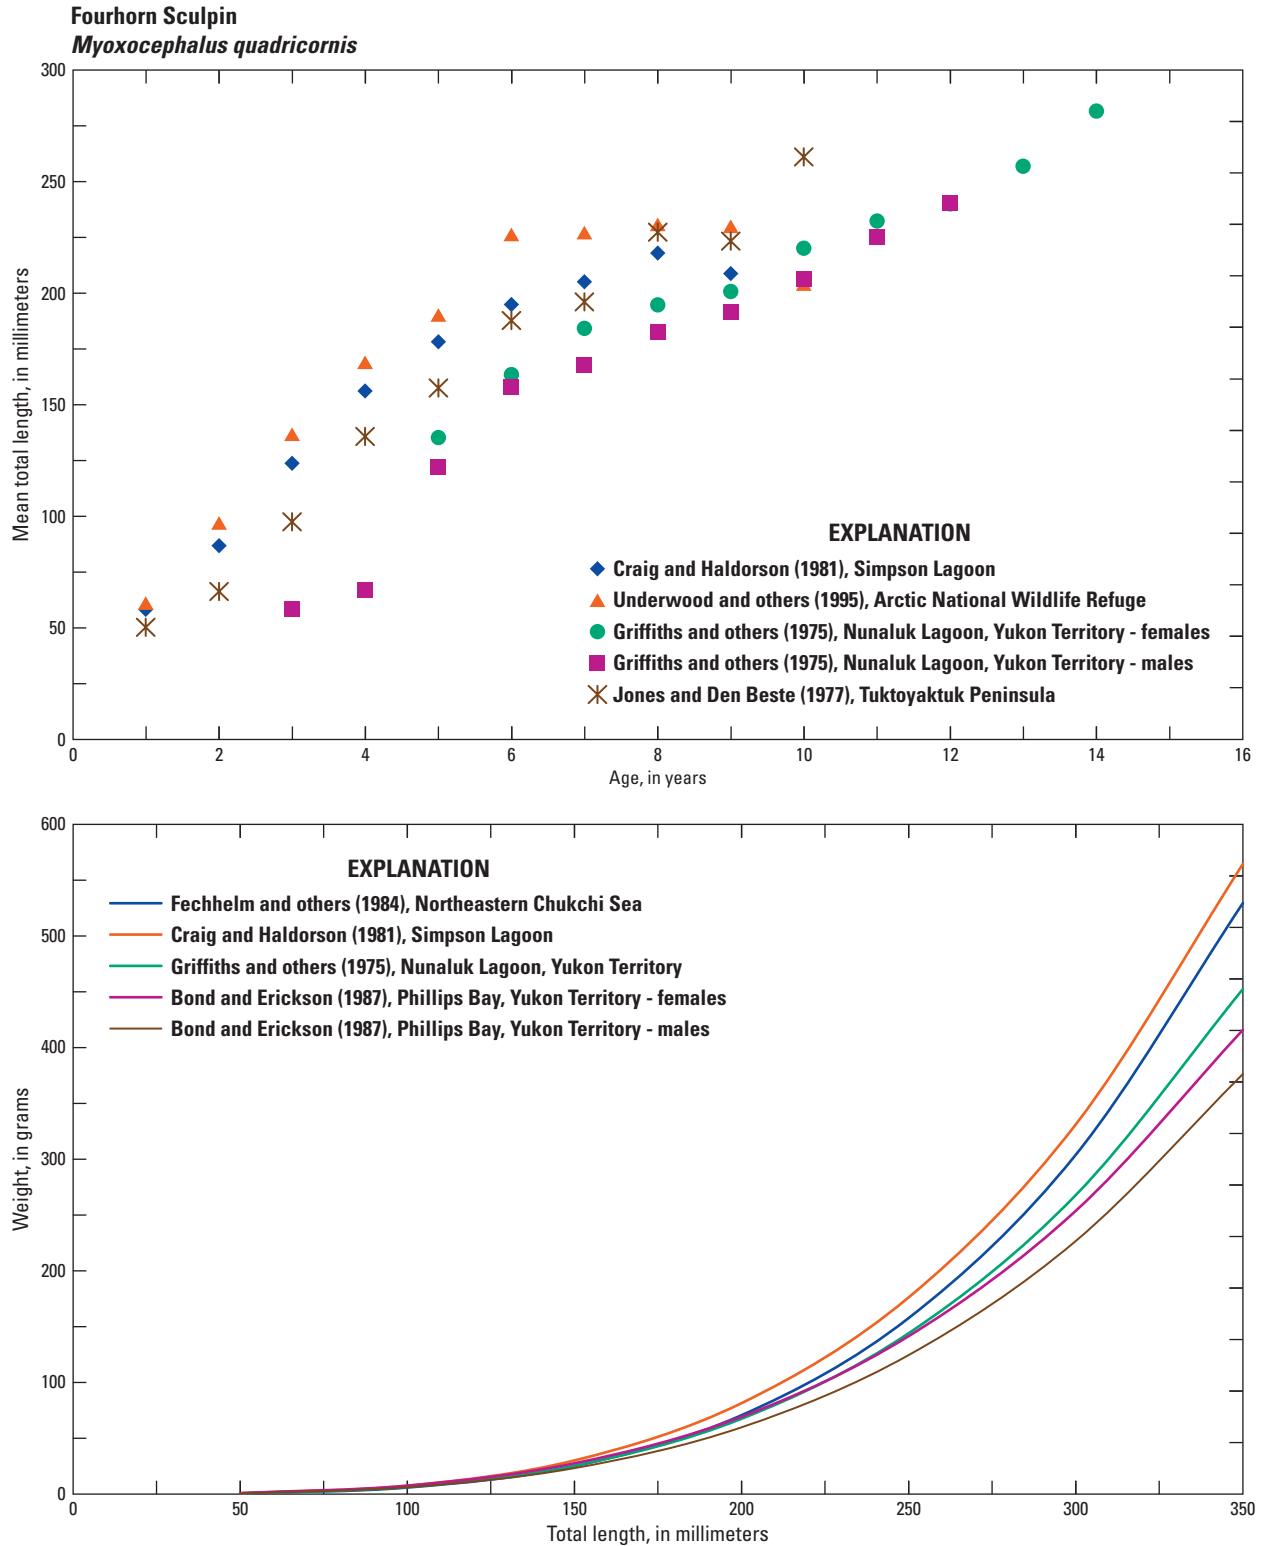 Fourhorn Sculpin
Myoxocephalus quadricornis
300
250
200
150
100
50
0
Mean total length, in millimeters
EXPLANATION
Craig and Haldorson (1981), Simpson Lagoon
Underwood and others (1995), Arctic National Wildlife Refuge
Griffiths and others (1975), Nunaluk Lagoon, Yukon Territory - females
Griffiths and others (1975), Nunaluk Lagoon, Yukon Territory - males
Jones and Den Beste (1977), Tuktoyaktuk Peninsula
0 2 4 6 8 10 12 14 16
Age, in years
600
500
400
300
200
100
0
Weight, in grams
EXPLANATION
Fechhelm and others (1984), Northeastern Chukchi Sea
Craig and Haldorson (1981), Simpson Lagoon
Griffiths and others (1975), Nunaluk Lagoon, Yukon Territory
Bond and Erickson (1987), Phillips Bay, Yukon Territory - females
Bond and Erickson (1987), Phillips Bay, Yukon Territory - males
0 50 100 150 200 250 300 350
Total length, in millimeters